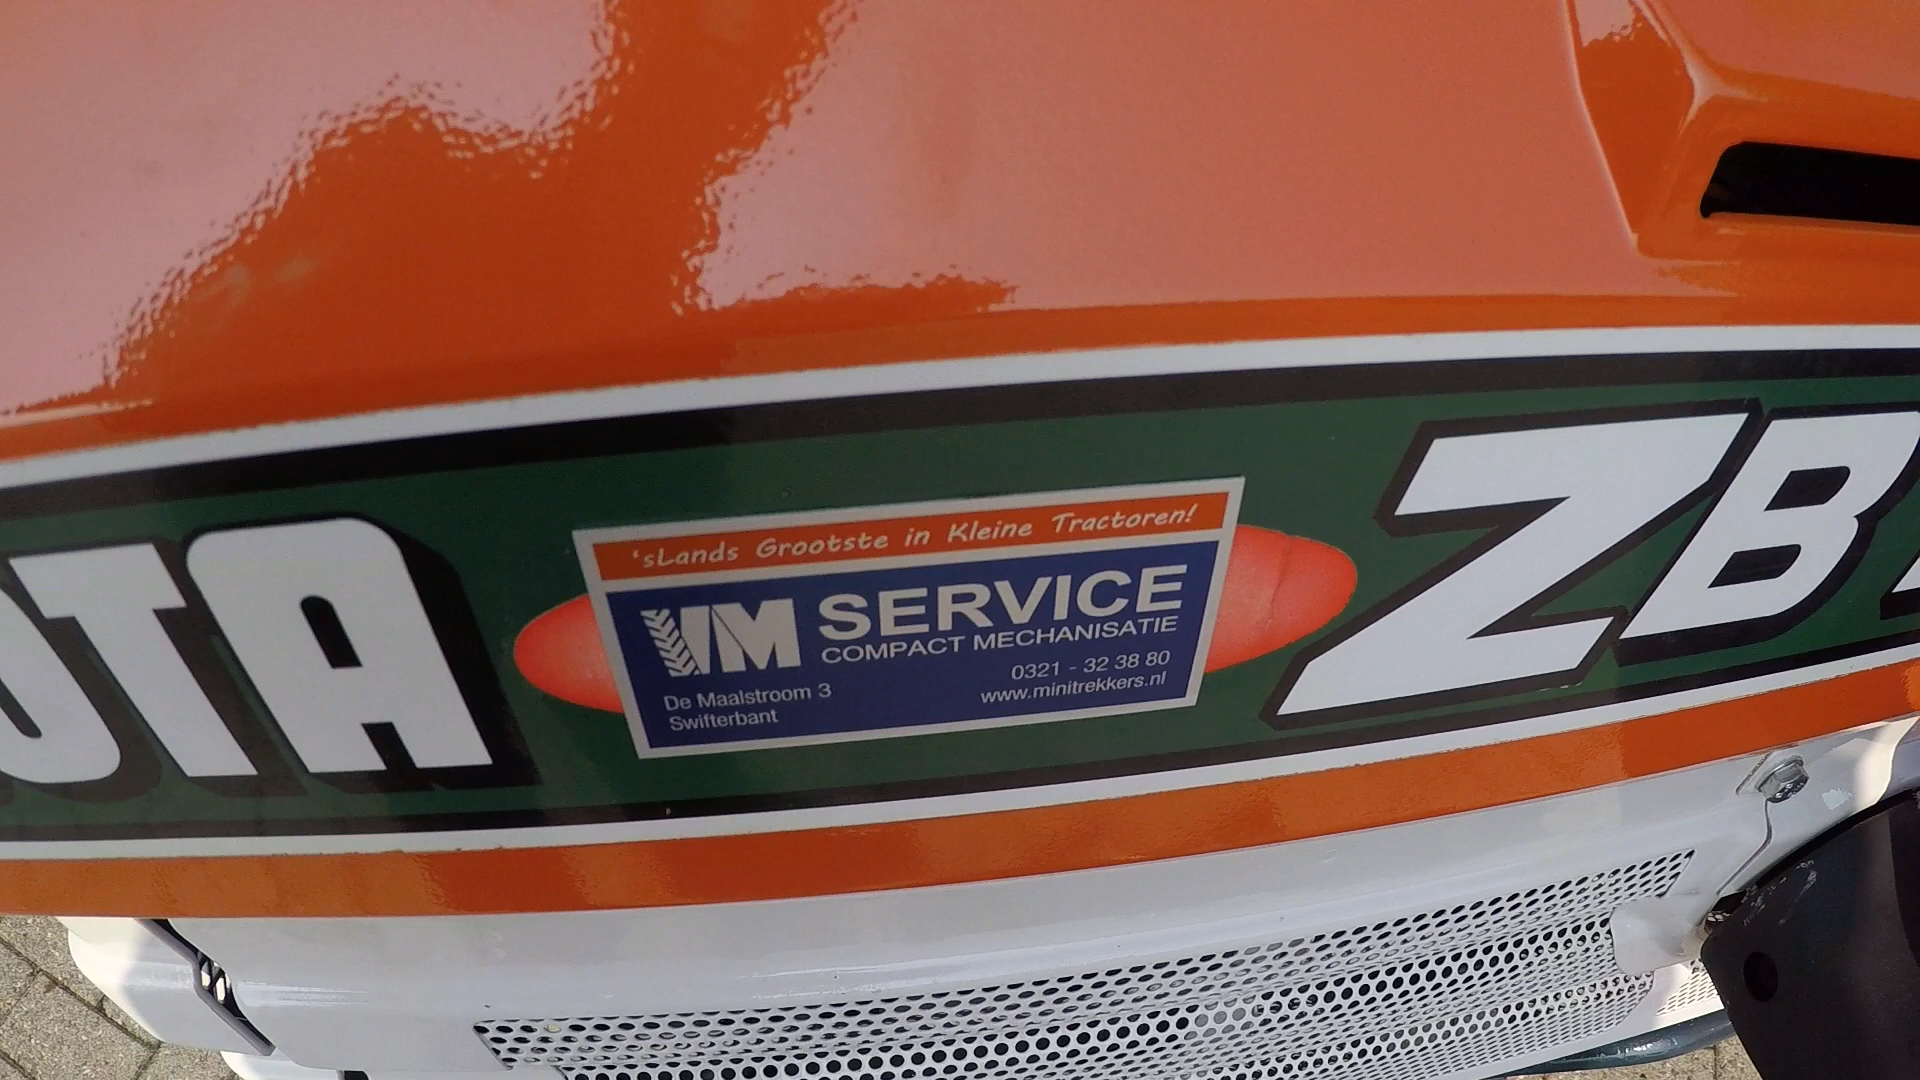 UTA
'sLands Grootste in Kleine Tractoren!
VM SERVICE
COMPACT MECHANISATIE
0321 - 32 38 80
www.minitrekkers.nl
De Maalstroom 3
Swifterbant
ZB